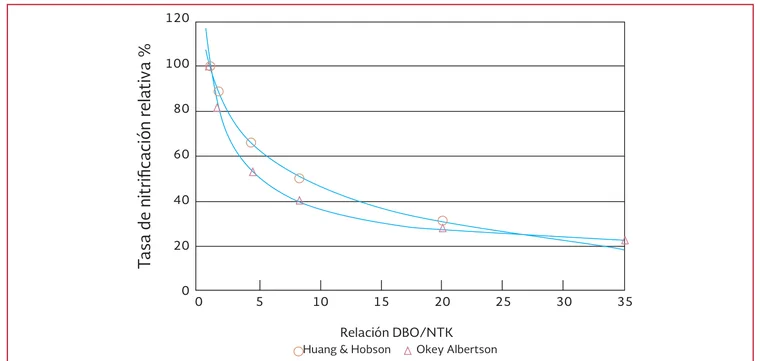 Tasa de nitrificación relativa %
120
100
80
60
40
20
0
0 5 10 15 20 25 30 35
Relación DBO/NTK
Huang & Hobson Okey Albertson